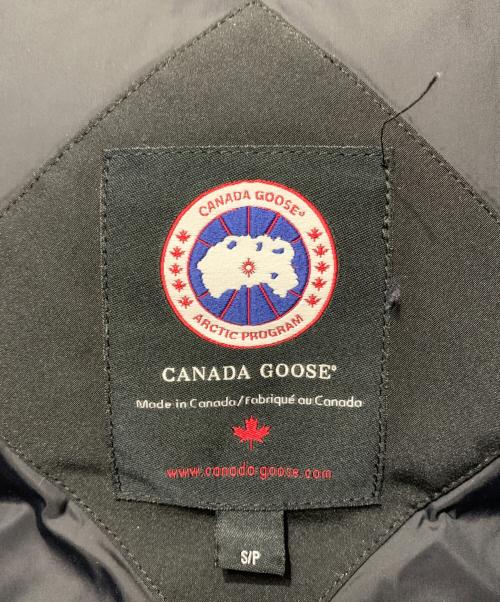 CANADA GOOSE®
ARCTIC PROGRAM
CANADA GOOSE®
Made in Canada/Fabriqué au Canada
www.canada-goose.com
S/P